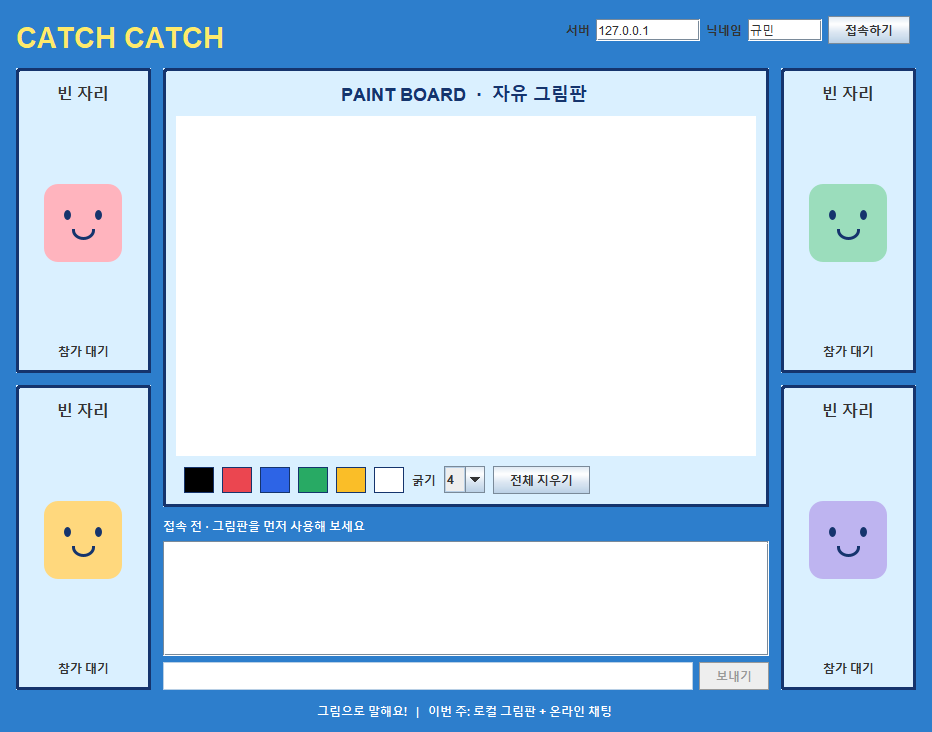 CATCH CATCH
서버 127.0.0.1 닉네임 규민 접속하기
빈 자리
참가 대기
빈 자리
참가 대기
PAINT BOARD · 자유 그림판
굵기 4 전체 지우기
접속 전 · 그림판을 먼저 사용해 보세요
보내기
빈 자리
참가 대기
빈 자리
참가 대기
그림으로 말해요! | 이번 주: 로컬 그림판 + 온라인 채팅